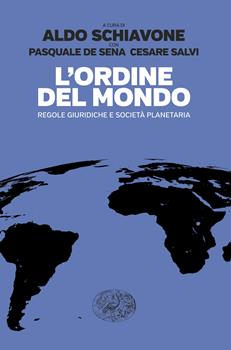 A CURA DI
ALDO SCHIAVONE
CON
PASQUALE DE SENA CESARE SALVI
L'ORDINE
DEL MONDO
REGOLE GIURIDICHE E SOCIETÀ PLANETARIA